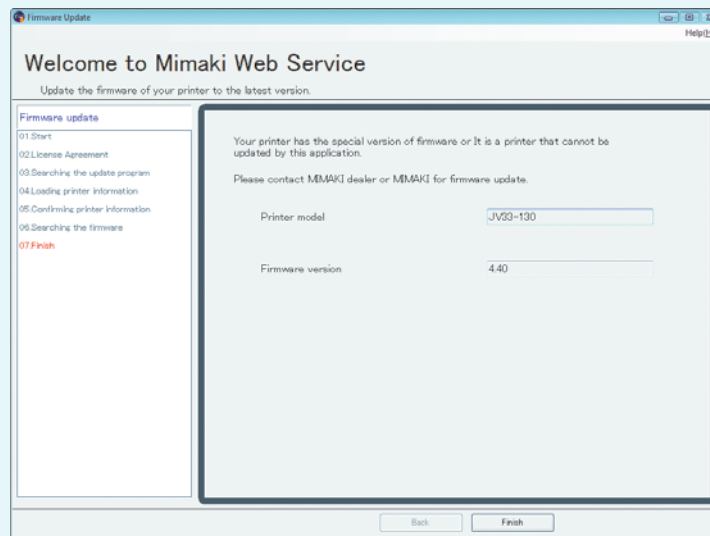 Firmware Update
Welcome to Mimaki Web Service
Update the firmware of your printer to the latest version.
Firmware update
01.Start
02.License Agreement
03.Searching the update program
04.Loading printer information
05.Confirming printer information
06.Searching the firmware
07.Finish
Your printer has the special version of firmware or It is a printer that cannot be
updated by this application.
Please contact MIMAKI dealer or MIMAKI for firmware update.
Printer model
JV33-130
Firmware version
4.40
Back
Finish